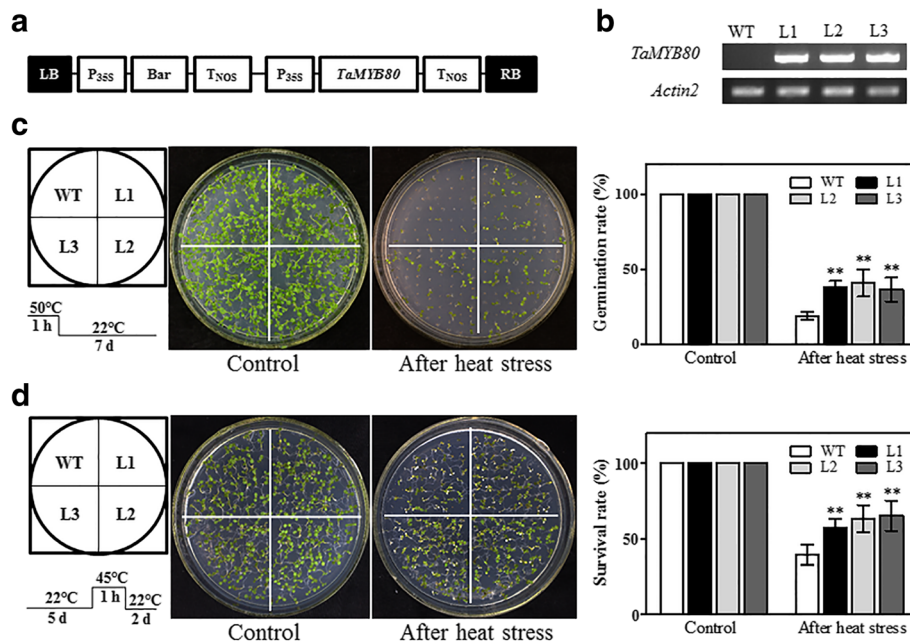 a
LB P35S Bar TNOS P35S TaMYB80 TNOS RB
b
WT L1 L2 L3
TaMYB80
Actin2
c
WT L1
L3 L2
50°C
1 h
22°C
7 d
Control
After heat stress
Germination rate (%)
100
50
0
WT L1
L2 L3
** ** **
Control After heat stress
d
WT L1
L3 L2
22°C
5 d
45°C
1 h
22°C
2 d
Control
After heat stress
Survival rate (%)
100
50
0
WT L1
L2 L3
** ** **
Control After heat stress